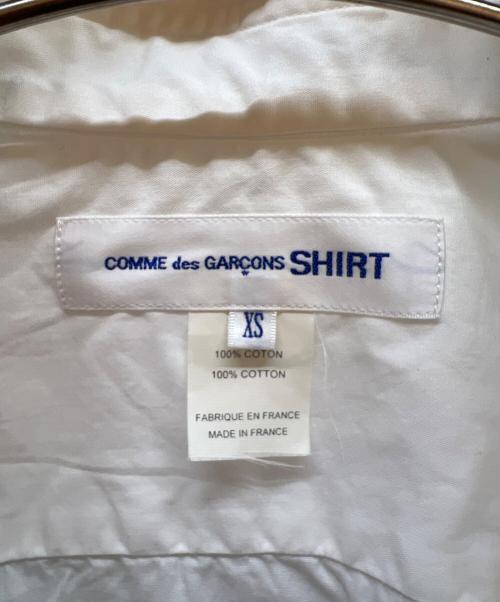 COMME des GARÇONS SHIRT
XS
100% COTON
100% COTTON
FABRIQUE EN FRANCE
MADE IN FRANCE